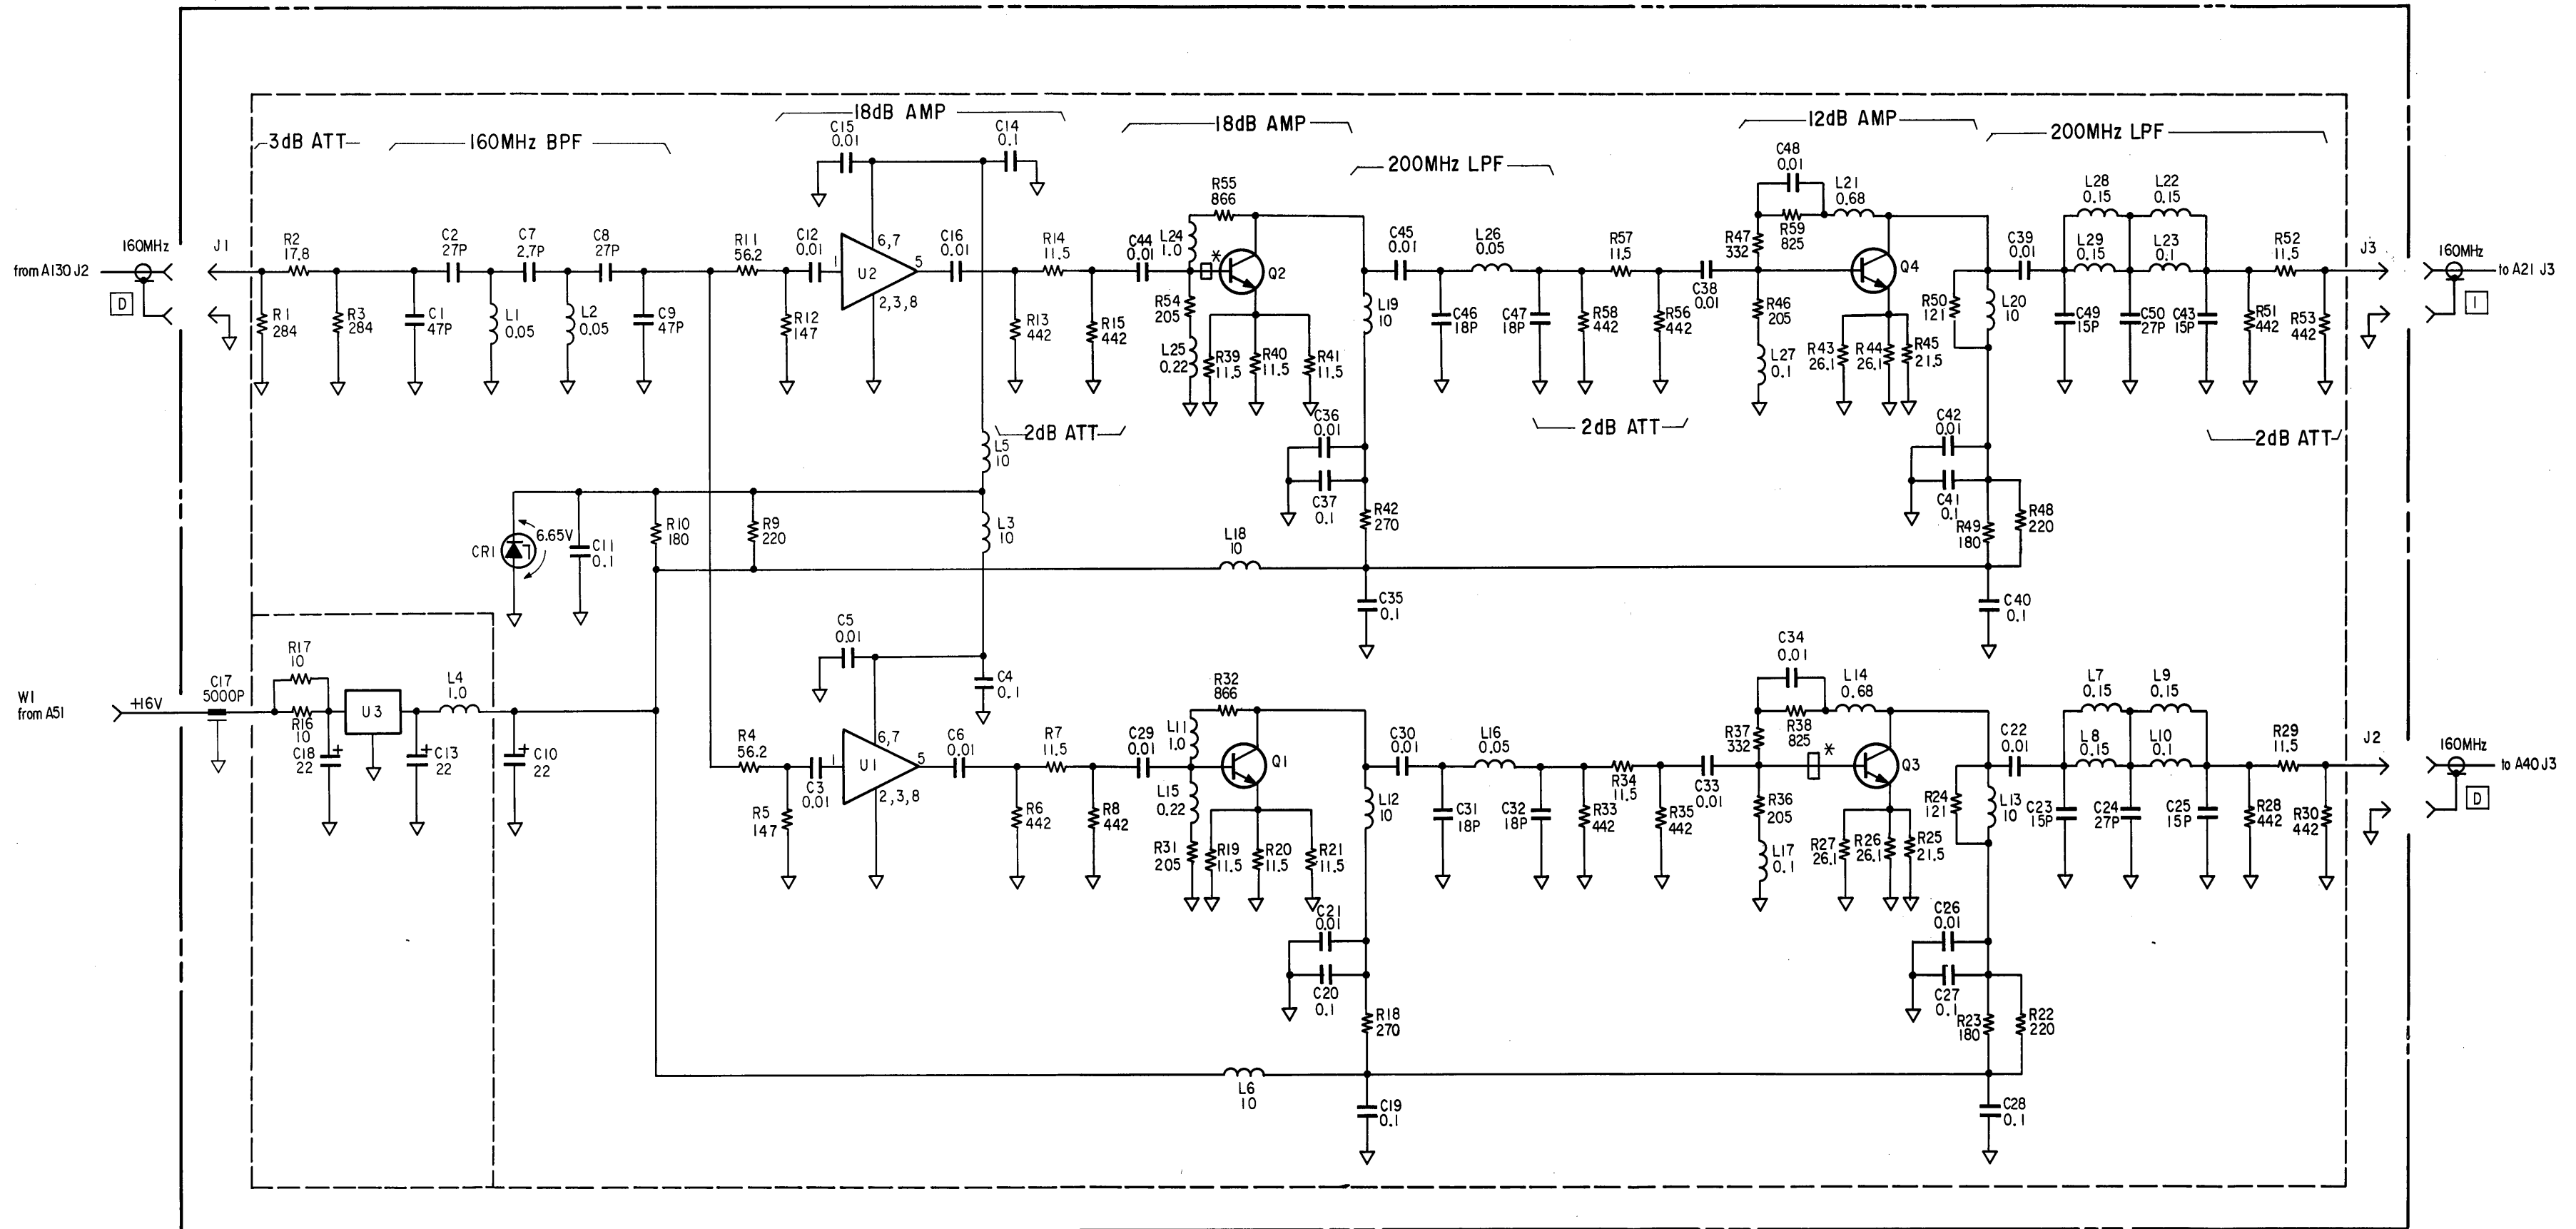 3dB ATT
160MHz BPF
18dB AMP
18dB AMP
200MHz LPF
2dB ATT
2dB ATT
12dB AMP
200MHz LPF
2dB ATT
160MHz
from A130 J2
D
J1
R2
17.8
R1
284
R3
284
C1
47P
C2
27P
L1
0.05
C7
2.7P
L2
0.05
C8
27P
C9
47P
R11
56.2
R12
147
C12
0.01
C15
0.01
C14
0.1
1
U2
6,7
5
2,3,8
C16
0.01
R14
11.5
R13
442
R15
442
C44
0.01
L24
1.0
R55
866
*
Q2
R54
205
L25
0.22
R39
11.5
R40
11.5
R41
11.5
L19
10
C36
0.01
C37
0.1
R42
270
C45
0.01
C46
18P
L26
0.05
C47
18P
R58
442
R57
11.5
R56
442
C38
0.01
C48
0.01
R59
825
L21
0.68
R47
332
Q4
R46
205
L27
0.1
R43
26.1
R44
26.1
R45
21.5
R50
121
L20
10
C42
0.01
C41
0.1
R49
180
R48
220
C39
0.01
L28
0.15
L22
0.15
L29
0.15
L23
0.1
C49
15P
C50
27P
C43
15P
R51
442
R52
11.5
R53
442
J3
160MHz
to A21 J3
I
L5
10
L3
10
CR1
6.65V
C11
0.1
R10
180
R9
220
L18
10
C35
0.1
C40
0.1
W1
from A51
+16V
C17
5000P
R17
10
R16
10
C18
22
+
U3
C13
22
+
L4
1.0
C10
22
+
C5
0.01
C4
0.1
R4
56.2
R5
147
C3
0.01
1
U1
6,7
5
2,3,8
C6
0.01
R7
11.5
R6
442
R8
442
C29
0.01
L11
1.0
R32
866
Q1
L15
0.22
R31
205
R19
11.5
R20
11.5
R21
11.5
L12
10
C21
0.01
C20
0.1
R18
270
C30
0.01
C31
18P
L16
0.05
C32
18P
R33
442
R34
11.5
R35
442
C33
0.01
C34
0.01
R38
825
L14
0.68
R37
332
*
Q3
R36
205
L17
0.1
R27
26.1
R26
26.1
R25
21.5
R24
121
L13
10
C26
0.01
C27
0.1
R23
180
R22
220
C22
0.01
L7
0.15
L9
0.15
L8
0.15
L10
0.1
C23
15P
C24
27P
C25
15P
R28
442
R29
11.5
R30
442
J2
160MHz
to A40 J3
D
L6
10
C19
0.1
C28
0.1